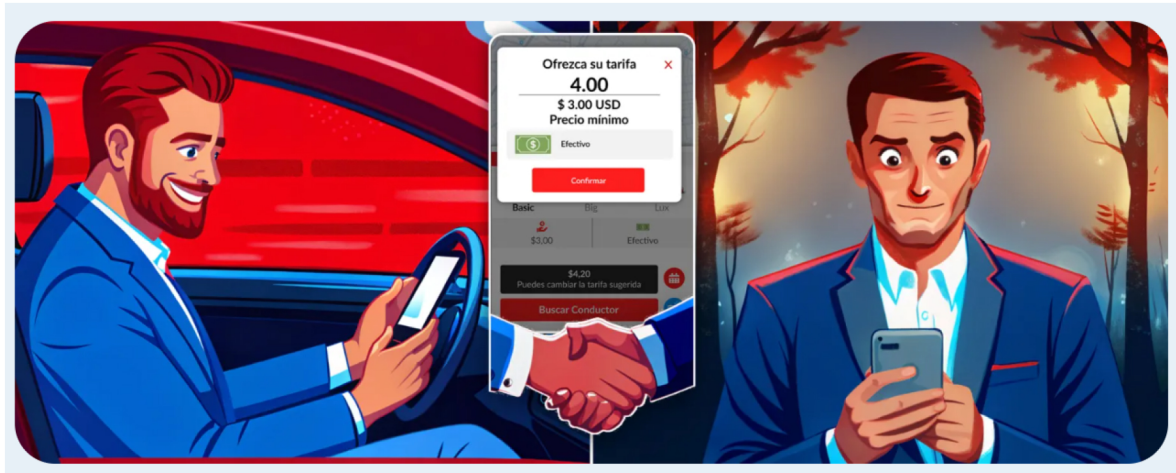 Ofrezca su tarifa X
4.00
$ 3.00 USD
Precio mínimo
$ Efectivo
Confirmar
Basic Big Lux
$3,00 Efectivo
$4,20
Puedes cambiar la tarifa sugerida
Buscar Conductor